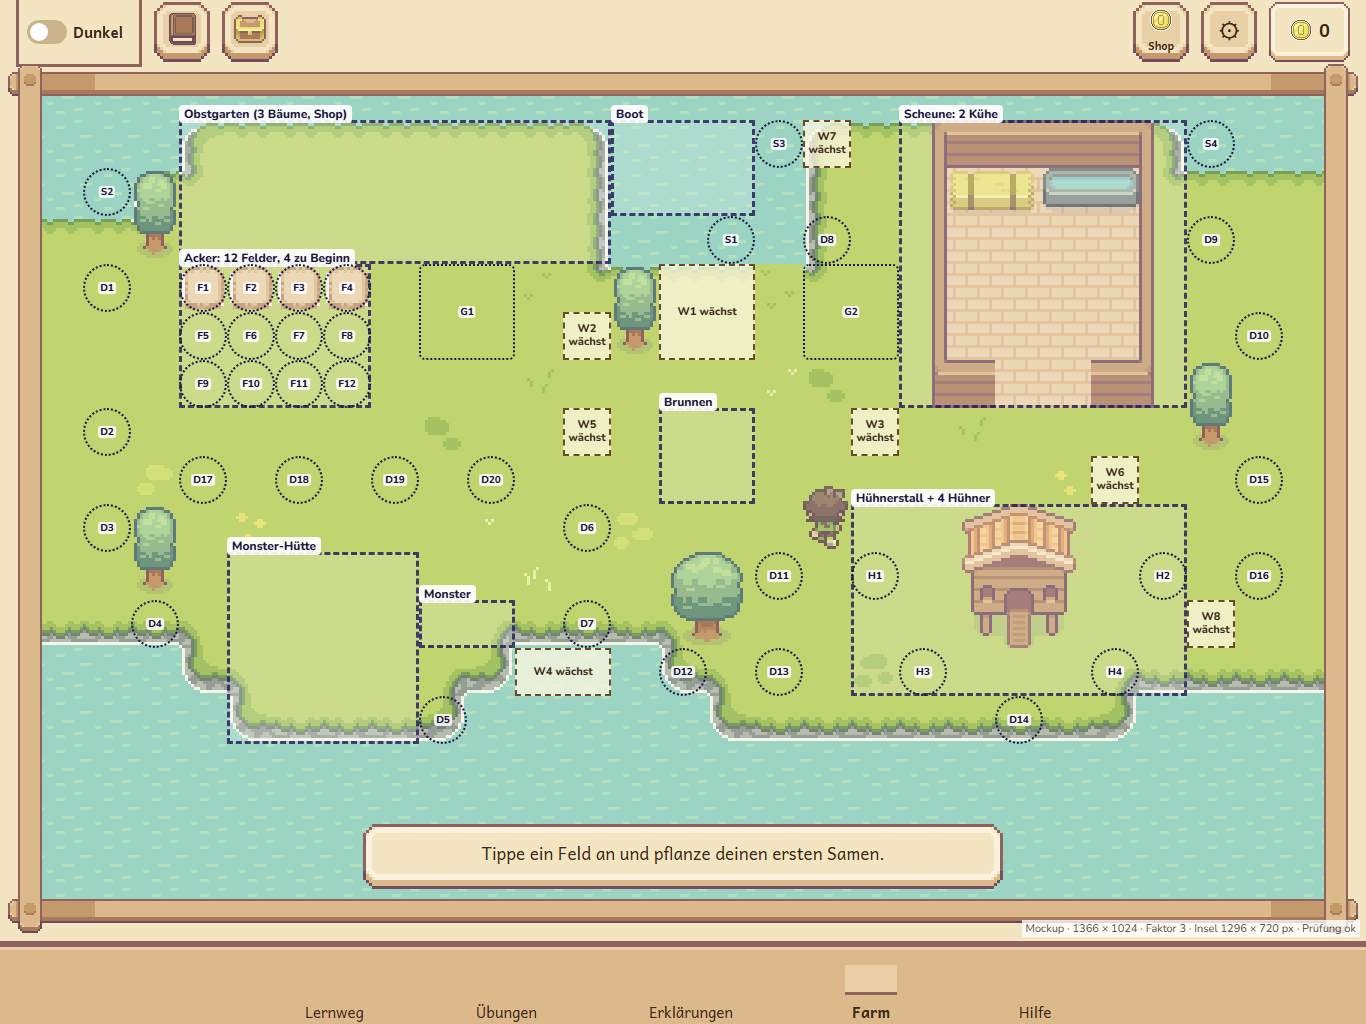 Dunkel
Shop
0
Obstgarten (3 Bäume, Shop)
Boot
Scheune: 2 Kühe
S3
W7
wächst
S4
S2
S1
D8
D9
Acker: 12 Felder, 4 zu Beginn
D1
F1 F2 F3 F4
G1
W1 wächst
G2
W2
wächst
F5 F6 F7 F8
D10
F9 F10 F11 F12
Brunnen
D2
W5
wächst
W3
wächst
D17 D18 D19 D20
W6
wächst
D15
Hühnerstall + 4 Hühner
D3
D6
Monster-Hütte
D11
H1
H2
D16
Monster
D4
D7
W8
wächst
W4 wächst
D12
D13
H3
H4
D5
D14
Tippe ein Feld an und pflanze deinen ersten Samen.
Mockup · 1366 × 1024 · Faktor 3 · Insel 1296 × 720 px · Prüfung ok
Lernweg Übungen Erklärungen Farm Hilfe